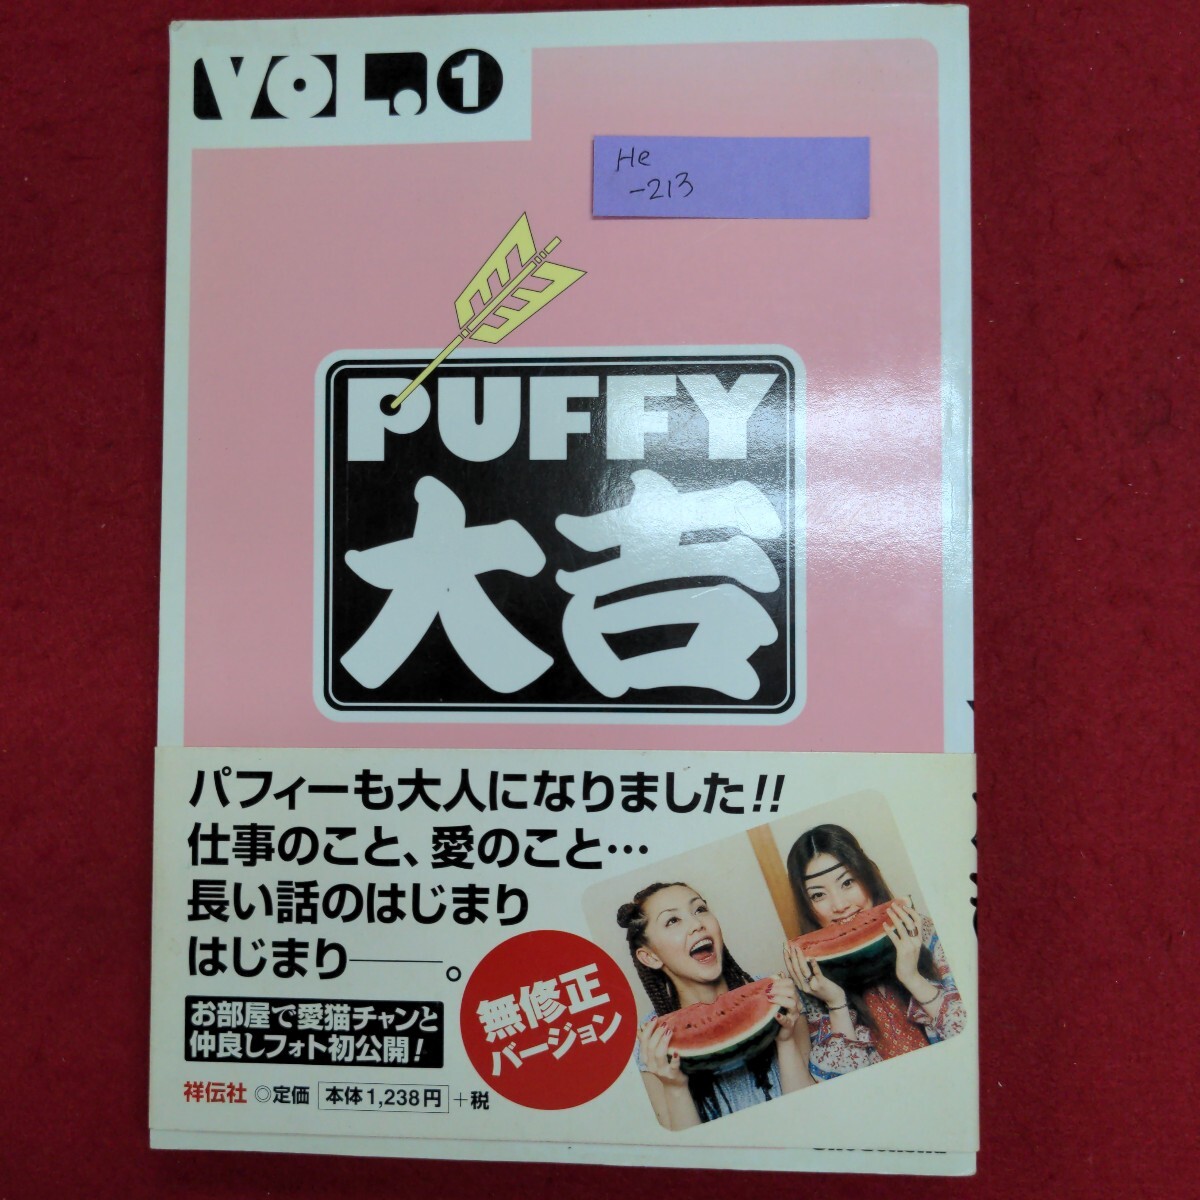 VOL.1
He
-213
PUFFY
大吉
パフィーも大人になりました!!
仕事のこと、愛のこと…
長い話のはじまり
はじまり――。
お部屋で愛猫チャンと
仲良しフォト初公開!
無修正
バージョン
祥伝社 ◎定価 本体1,238円 +税